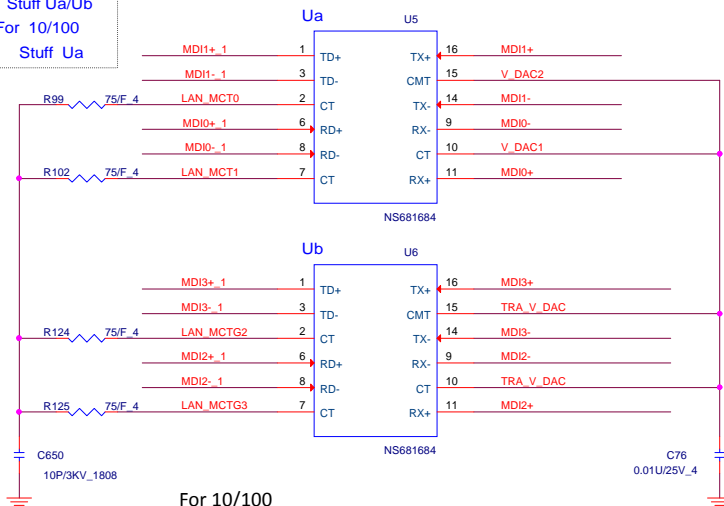 Stuff Ua/Ub
For 10/100
Stuff Ua
Ua
U5
MDI1+_1 1 TD+ TX+ 16 MDI1+
MDI1-_1 3 TD- CMT 15 V_DAC2
R99 75/F_4 LAN_MCT0 2 CT TX- 14 MDI1-
MDI0+_1 6 RD+ RX- 9 MDI0-
MDI0-_1 8 RD- CT 10 V_DAC1
R102 75/F_4 LAN_MCT1 7 CT RX+ 11 MDI0+
NS681684
Ub
U6
MDI3+_1 1 TD+ TX+ 16 MDI3+
MDI3-_1 3 TD- CMT 15 TRA_V_DAC
R124 75/F_4 LAN_MCTG2 2 CT TX- 14 MDI3-
MDI2+_1 6 RD+ RX- 9 MDI2-
MDI2-_1 8 RD- CT 10 TRA_V_DAC
R125 75/F_4 LAN_MCTG3 7 CT RX+ 11 MDI2+
NS681684
C650
10P/3KV_1808
C76
0.01U/25V_4
For 10/100